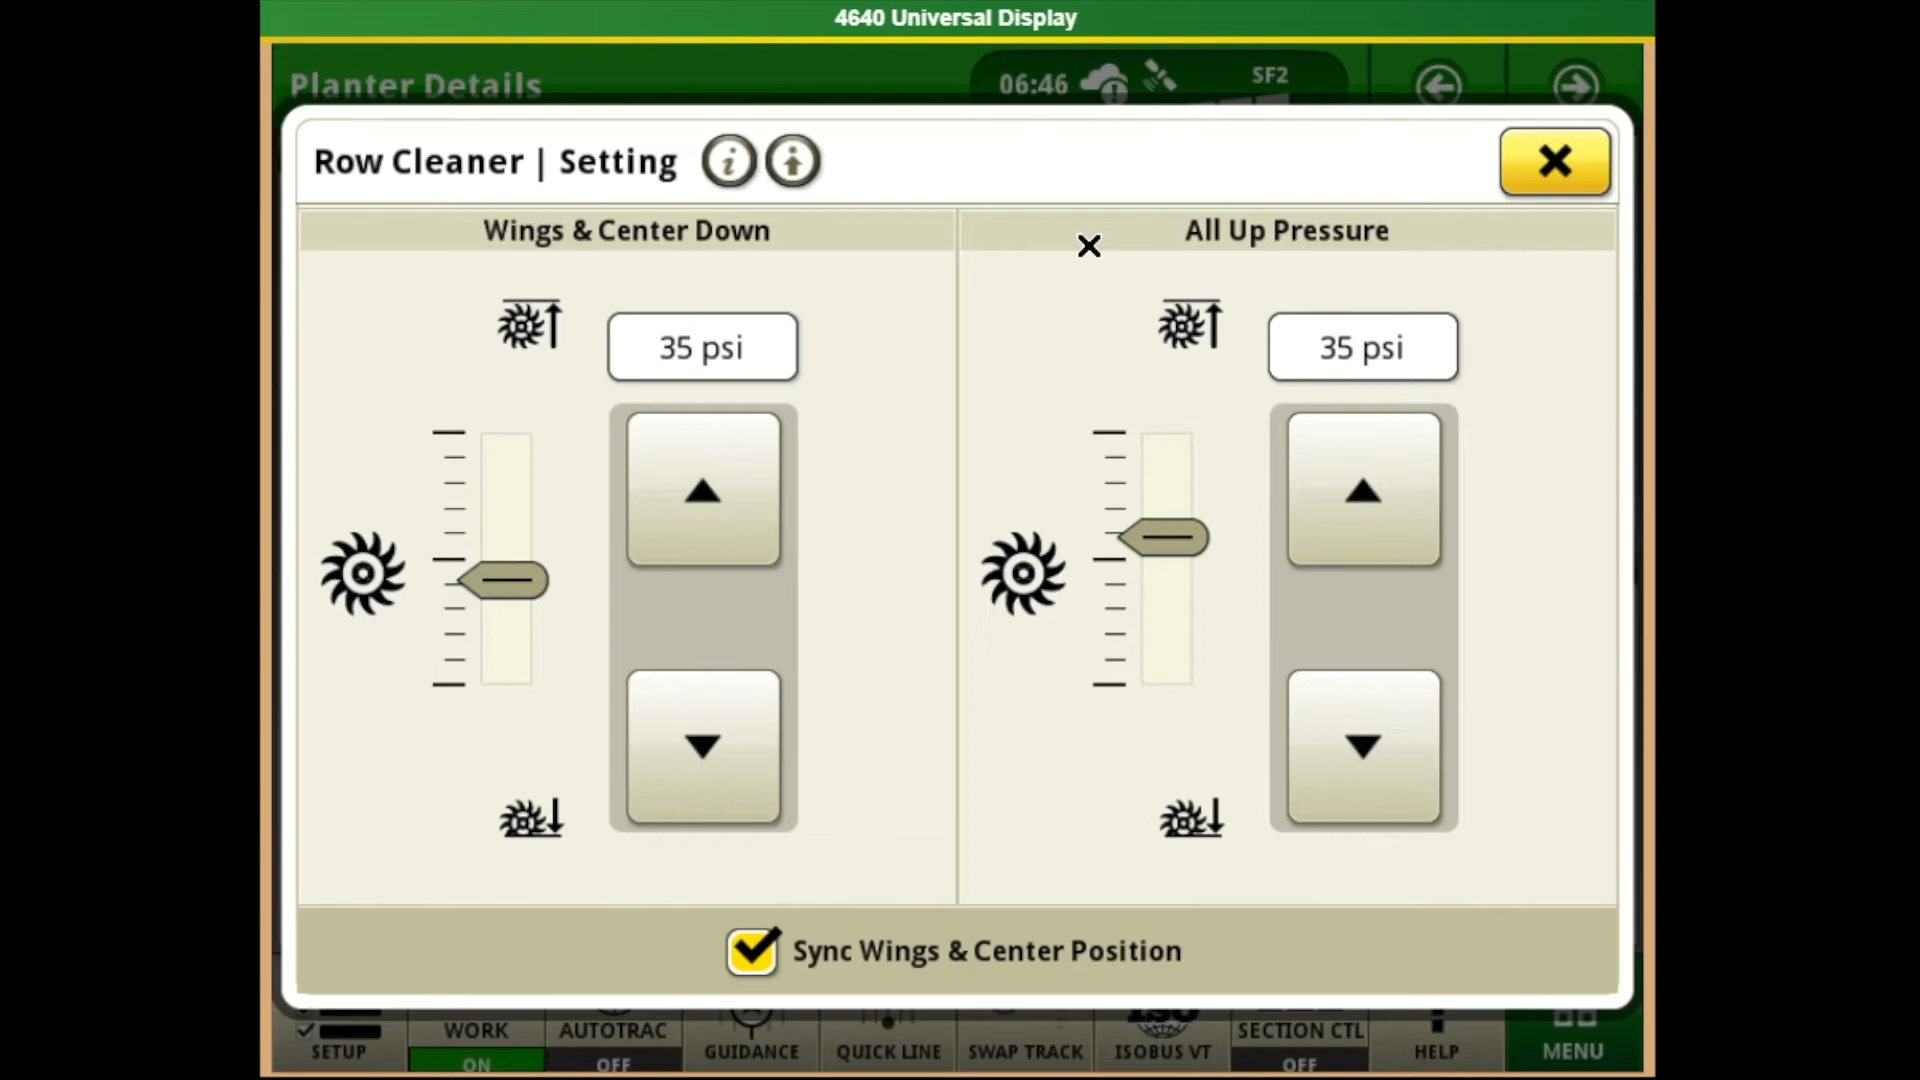 4640 Universal Display
Planter Details
06:46
SF2
Row Cleaner | Setting
Wings & Center Down
All Up Pressure
35 psi
35 psi
Sync Wings & Center Position
SETUP
WORK
ON
AUTOTRAC
OFF
GUIDANCE
QUICK LINE
SWAP TRACK
ISO
ISOBUS VT
SECTION CTL
OFF
HELP
MENU